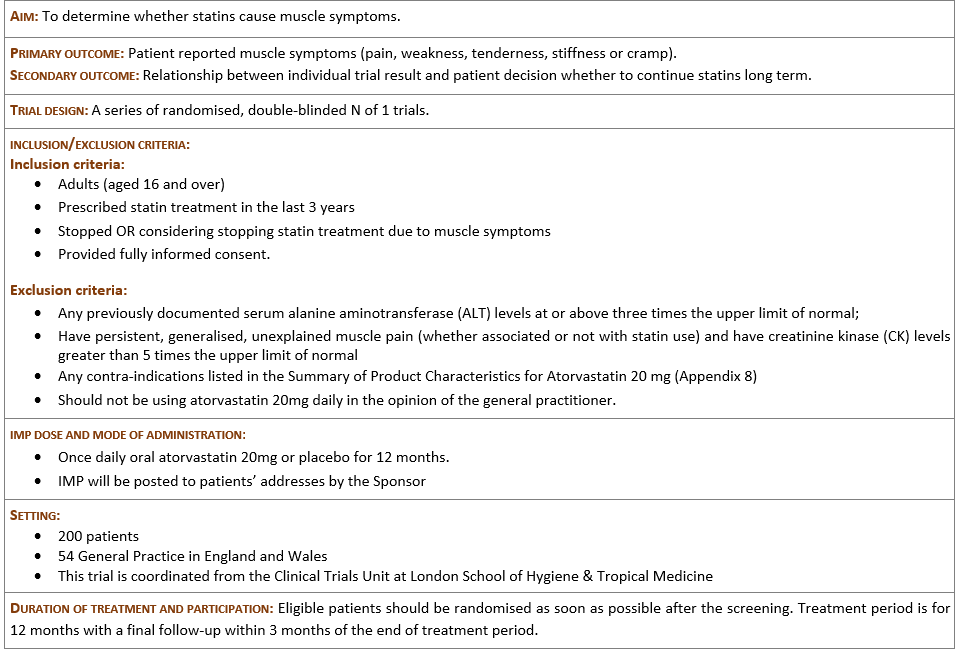 AIM: To determine whether statins cause muscle symptoms.
PRIMARY OUTCOME: Patient reported muscle symptoms (pain, weakness, tenderness, stiffness or cramp).
SECONDARY OUTCOME: Relationship between individual trial result and patient decision whether to continue statins long term.
TRIAL DESIGN: A series of randomised, double-blinded N of 1 trials.
INCLUSION/EXCLUSION CRITERIA:
Inclusion criteria:
• Adults (aged 16 and over)
• Prescribed statin treatment in the last 3 years
• Stopped OR considering stopping statin treatment due to muscle symptoms
• Provided fully informed consent.
Exclusion criteria:
• Any previously documented serum alanine aminotransferase (ALT) levels at or above three times the upper limit of normal;
• Have persistent, generalised, unexplained muscle pain (whether associated or not with statin use) and have creatinine kinase (CK) levels
greater than 5 times the upper limit of normal
• Any contra-indications listed in the Summary of Product Characteristics for Atorvastatin 20 mg (Appendix 8)
• Should not be using atorvastatin 20mg daily in the opinion of the general practitioner.
IMP DOSE AND MODE OF ADMINISTRATION:
• Once daily oral atorvastatin 20mg or placebo for 12 months.
• IMP will be posted to patients' addresses by the Sponsor
SETTING:
• 200 patients
• 54 General Practice in England and Wales
• This trial is coordinated from the Clinical Trials Unit at London School of Hygiene & Tropical Medicine
DURATION OF TREATMENT AND PARTICIPATION: Eligible patients should be randomised as soon as possible after the screening. Treatment period is for
12 months with a final follow-up within 3 months of the end of treatment period.